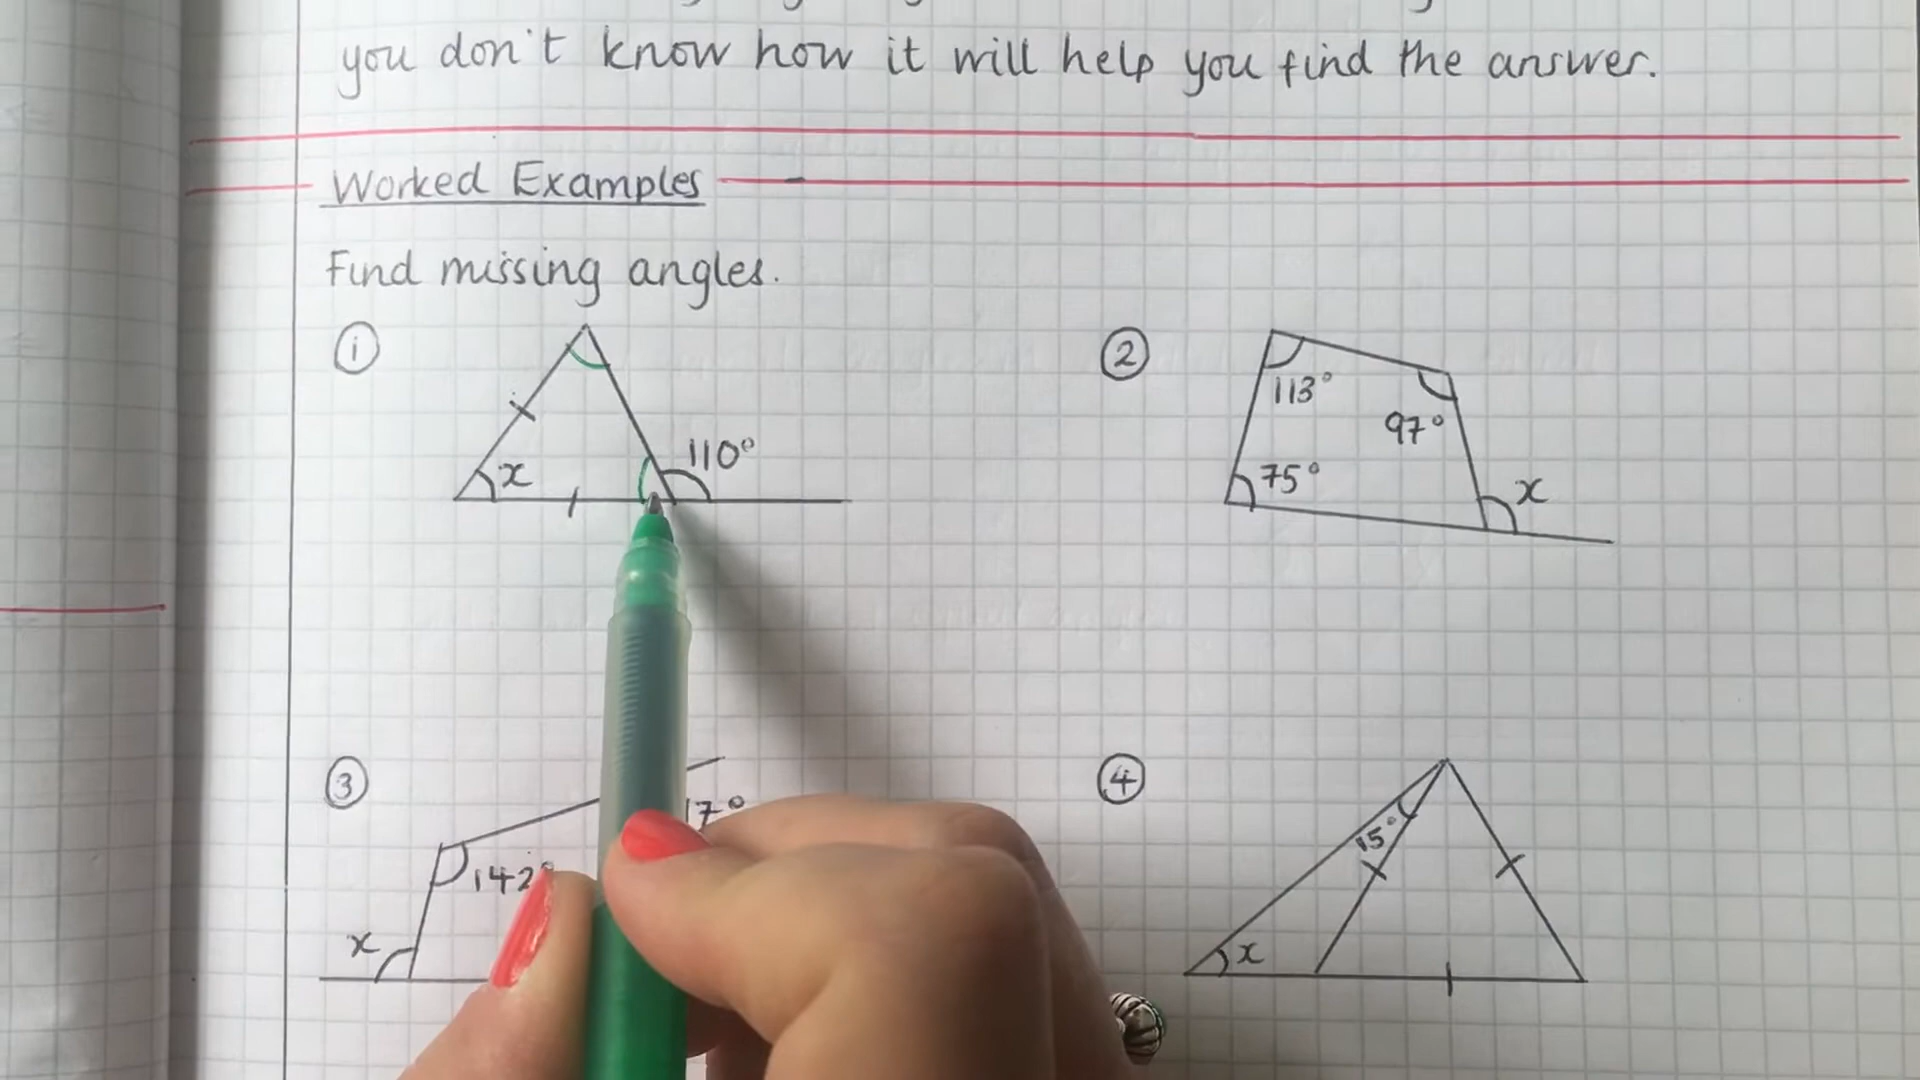 you don't know how it will help you find the answer.
Worked Examples
Find missing angles.
1
x
110°
2
113°
97°
75°
x
3
7°
142°
x
4
15°
x